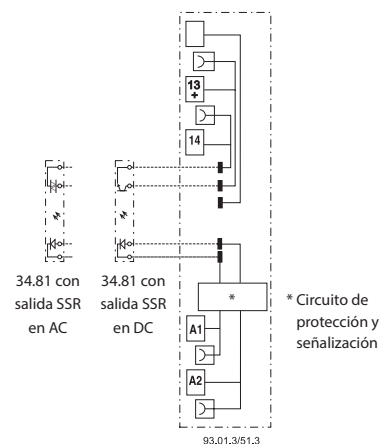 13
+
14
34.81 con
salida SSR
en AC
34.81 con
salida SSR
en DC
*
* Circuito de
protección y
señalización
A1
A2
93.01.3/51.3